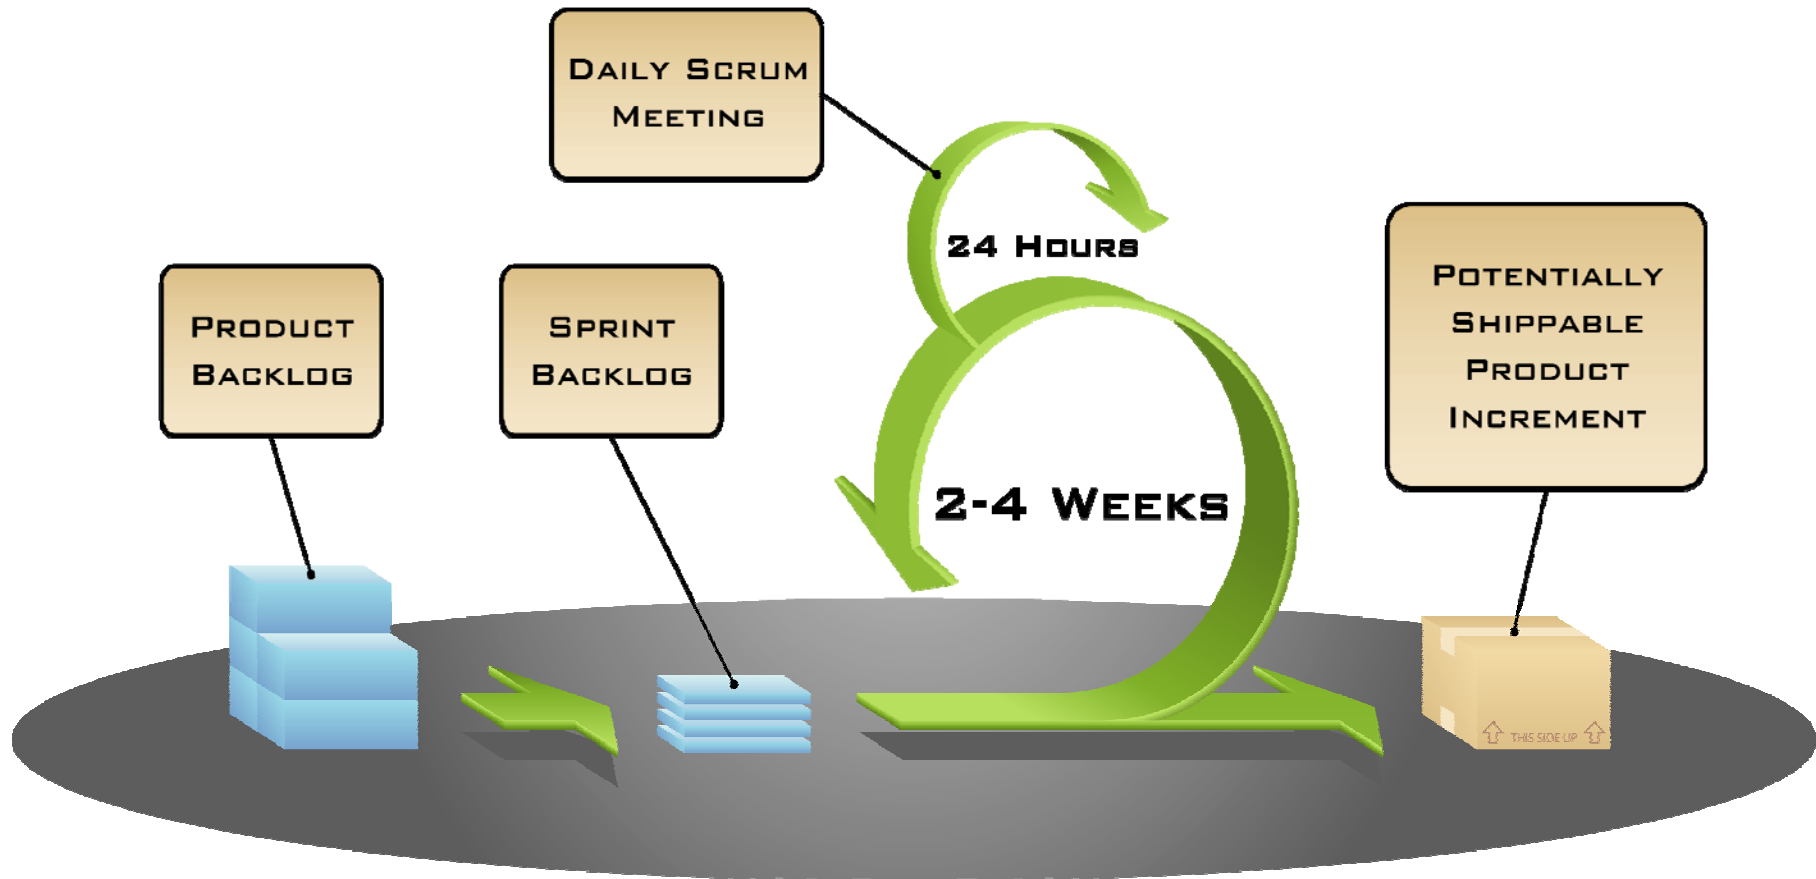 DAILY SCRUM
MEETING
24 HOURS
PRODUCT
BACKLOG
SPRINT
BACKLOG
2-4 WEEKS
POTENTIALLY
SHIPPABLE
PRODUCT
INCREMENT
THIS SIDE UP